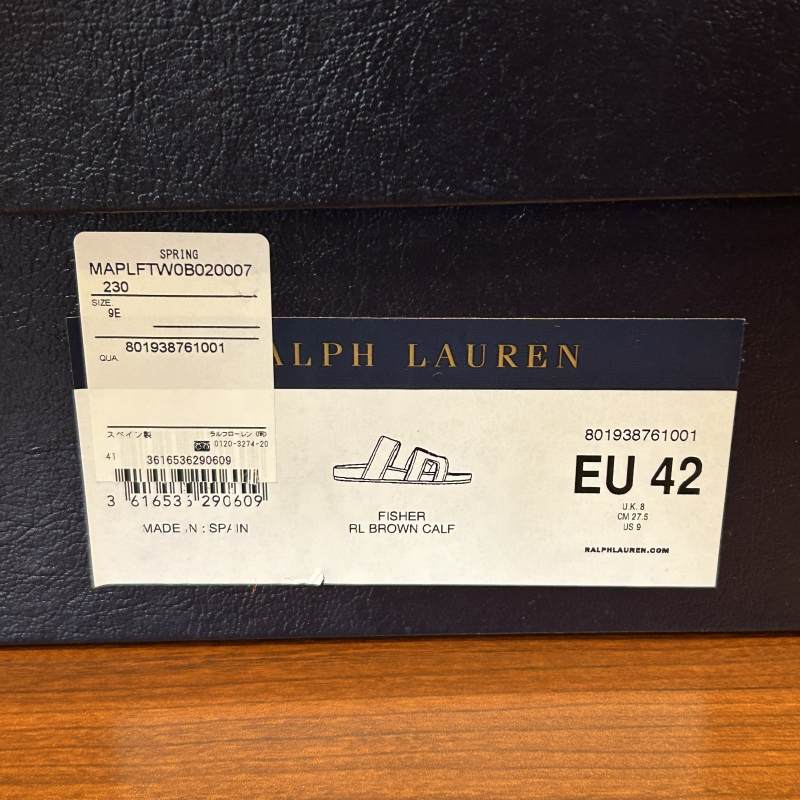 SPRING
MAPLFTW0B020007
230
SIZE.
9E
801938761001
QUA.
スペイン製
ラルフローレン (株)
0120-3274-20
41
3616536290609
3 616536 290609
MADE IN : SPAIN
RALPH LAUREN
FISHER
RL BROWN CALF
801938761001
EU 42
U.K. 8
CM 27.5
US 9
RALPHLAUREN.COM